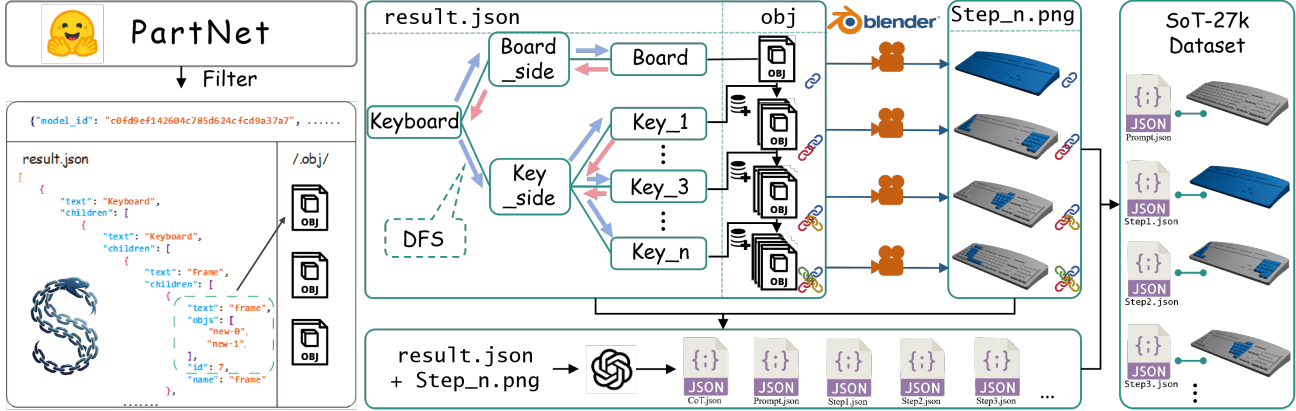 PartNet
Filter
{"model_id": "c0fd9ef142604c785d624cfcd9a37a7", ......
result.json
/.obj/
[
{
"text": "Keyboard",
"children": [
{
"text": "Keyboard",
"children": [
{
"text": "Frame",
"children": [
{
"text": "frame",
"objs": [
"new-0",
"new-1",
],
"id": 7,
"name": "frame"
},
.......
OBJ
OBJ
OBJ
result.json
obj
blender
Step_n.png
Keyboard
Board
_side
Board
Key
_side
Key_1
Key_3
Key_n
DFS
OBJ
OBJ
OBJ
OBJ
result.json
+ Step_n.png
{;}
JSON
CoT.json
{;}
JSON
Prompt.json
{;}
JSON
Step1.json
{;}
JSON
Step2.json
{;}
JSON
Step3.json
...
SoT-27k
Dataset
{;}
JSON
Prompt.json
{;}
JSON
Step1.json
{;}
JSON
Step2.json
{;}
JSON
Step3.json